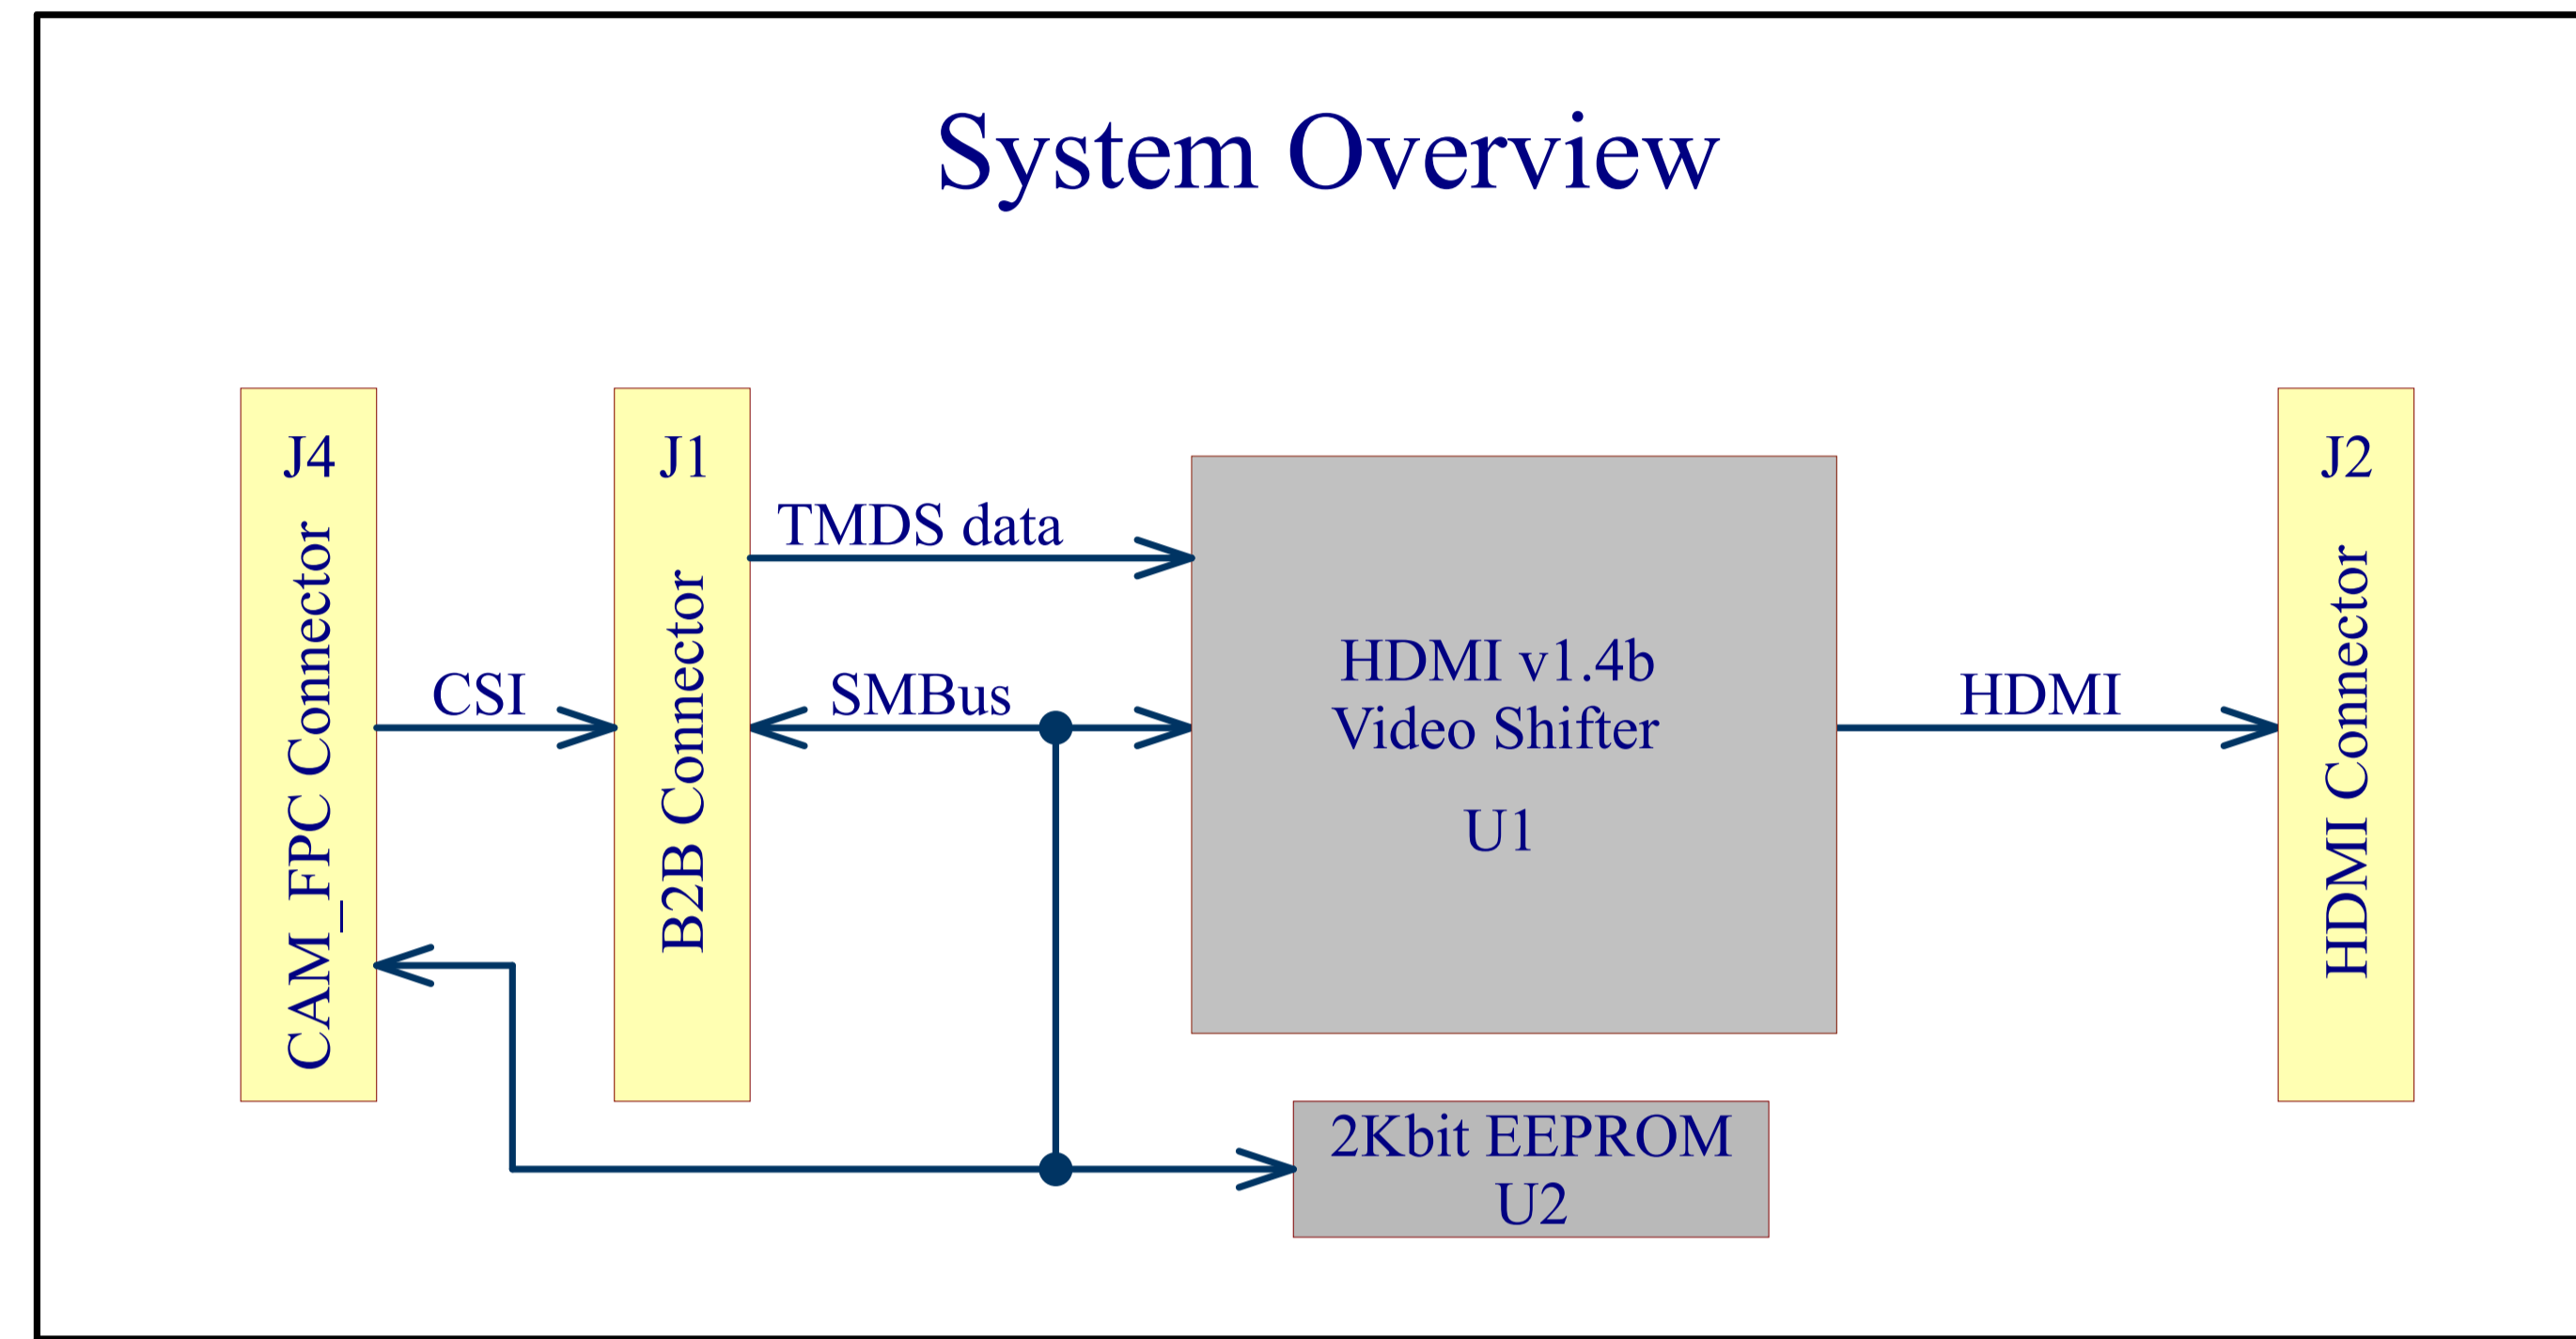 System Overview
J4
CAM_FPC Connector
CSI
J1
B2B Connector
TMDS data
SMBus
HDMI v1.4b
Video Shifter
U1
HDMI
J2
HDMI Connector
2Kbit EEPROM
U2